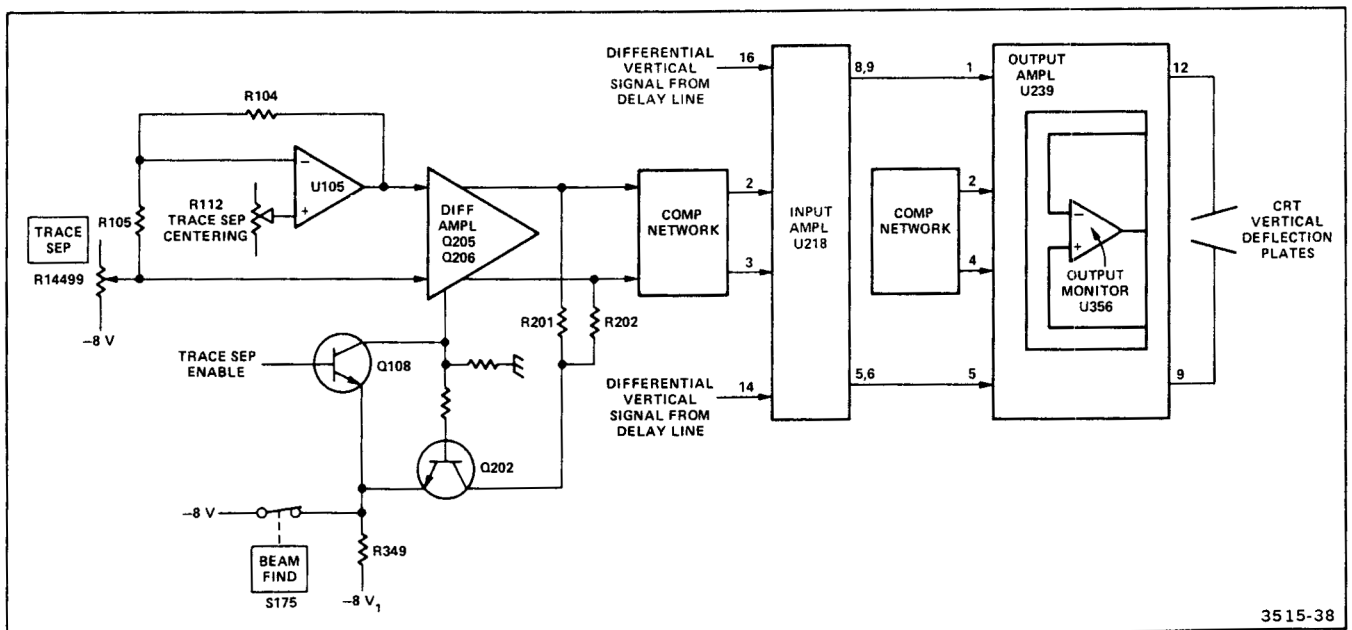 R104
−
U105
+
R112
TRACE SEP
CENTERING
R105
TRACE
SEP
R14499
−8 V
DIFF
AMPL
Q205
Q206
R201
R202
TRACE SEP
ENABLE
Q108
Q202
−8 V
BEAM
FIND
S175
R349
−8 V1
COMP
NETWORK
DIFFERENTIAL
VERTICAL
SIGNAL FROM
DELAY LINE
16
2
3
DIFFERENTIAL
VERTICAL
SIGNAL FROM
DELAY LINE
14
INPUT
AMPL
U218
8,9
5,6
COMP
NETWORK
1
2
4
5
OUTPUT
AMPL
U239
−
+
OUTPUT
MONITOR
U356
12
9
CRT
VERTICAL
DEFLECTION
PLATES
3515-38